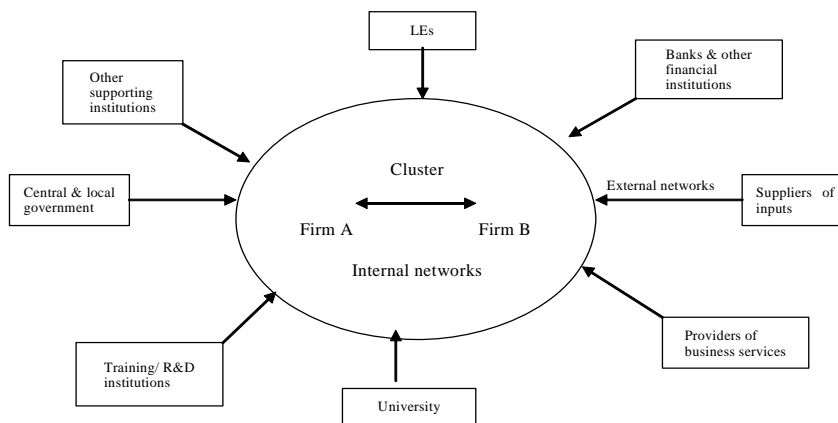 LEs
Banks & other
financial
institutions
Other
supporting
institutions
Cluster
Central & local
government
External networks
Suppliers of
inputs
Firm A
Firm B
Internal networks
Providers of
business services
Training/ R&D
institutions
University